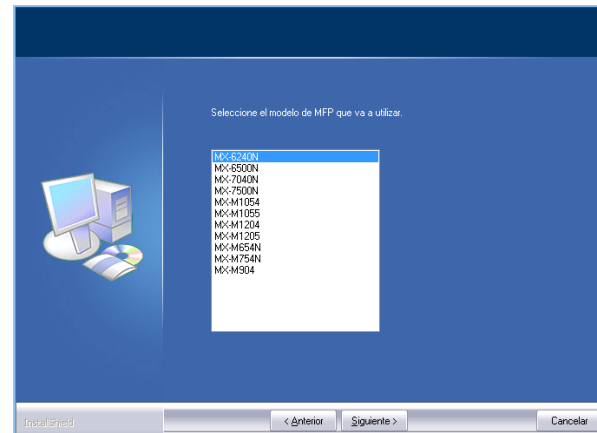 Seleccione el modelo de MFP que va a utilizar.
MX-6240N
MX-6500N
MX-7040N
MX-7500N
MX-M1054
MX-M1055
MX-M1204
MX-M1205
MX-M654N
MX-M754N
MX-M904
InstallShield
< Anterior
Siguiente >
Cancelar